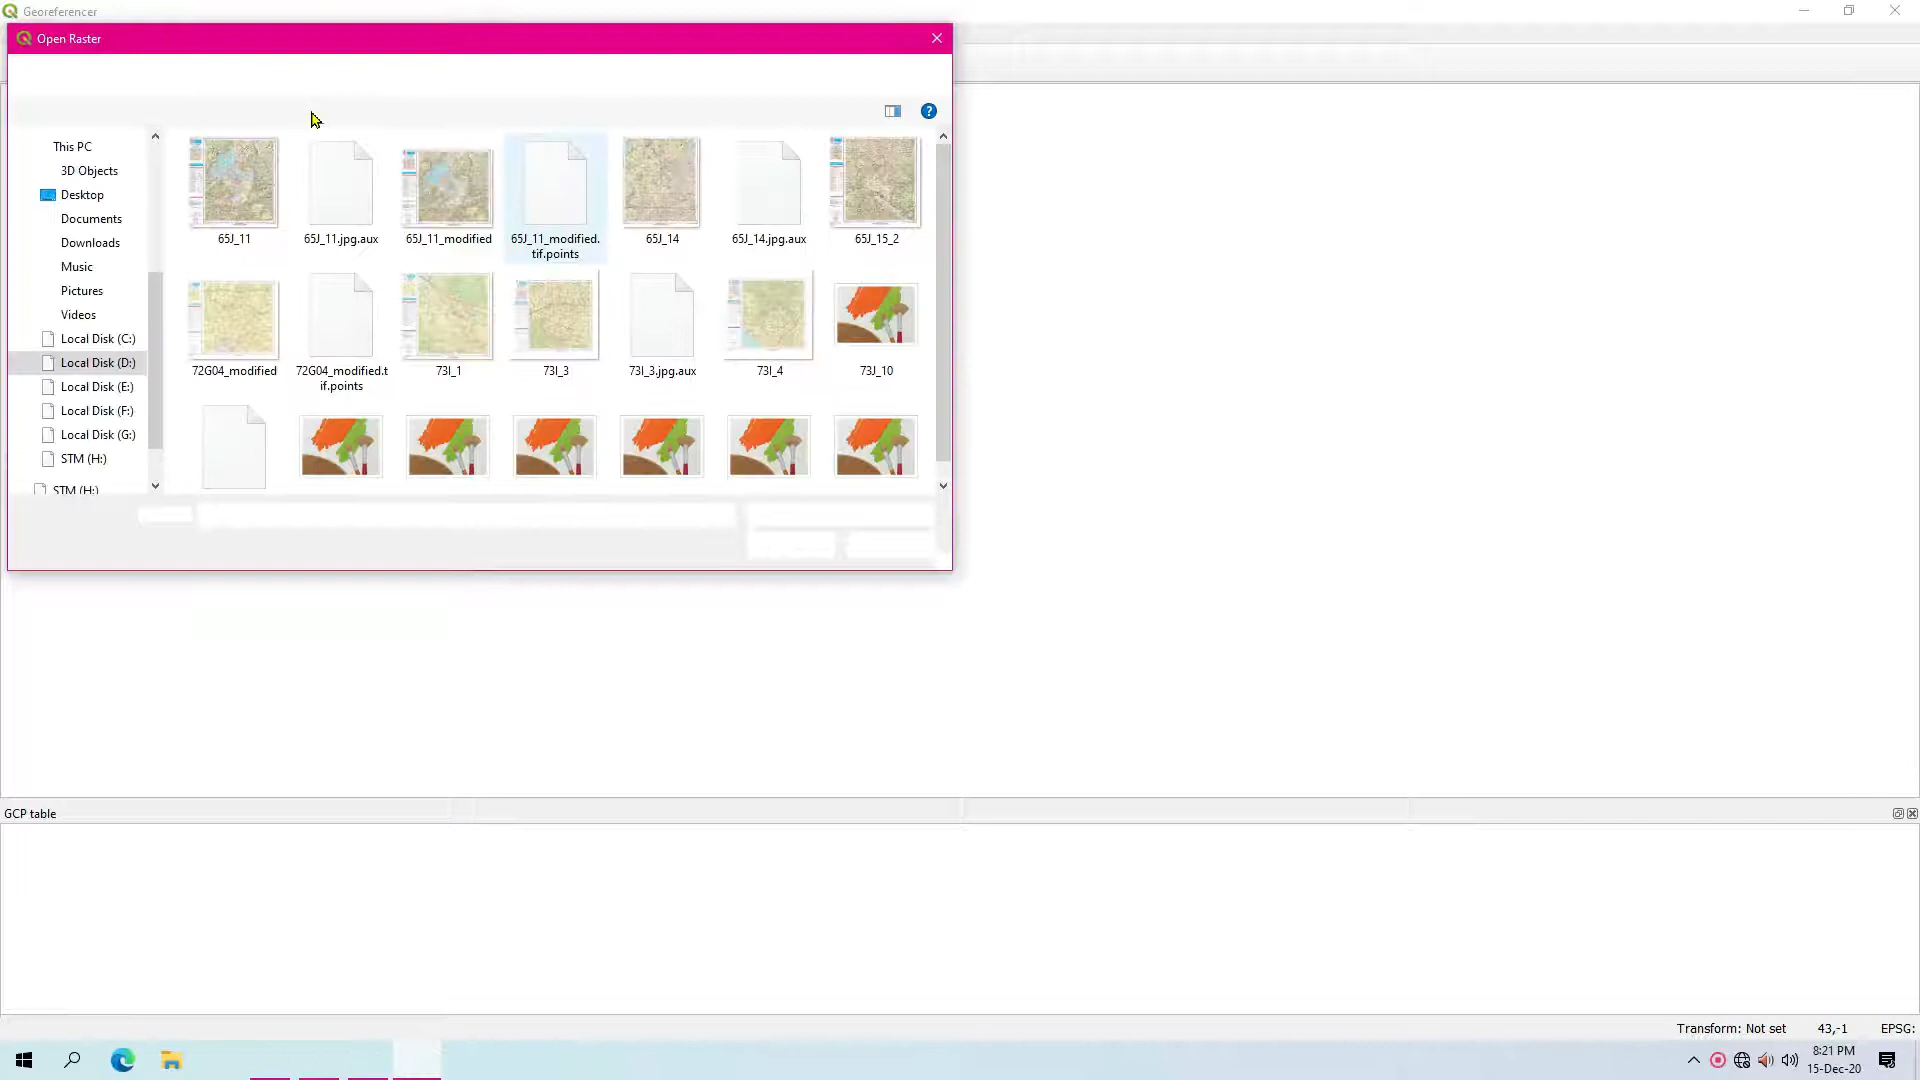 Georeferencer
Open Raster
This PC
3D Objects
Desktop
Documents
Downloads
Music
Pictures
Videos
Local Disk (C:)
Local Disk (D:)
Local Disk (E:)
Local Disk (F:)
Local Disk (G:)
STM (H:)
STM (H:)
65J_11
65J_11.jpg.aux
65J_11_modified
65J_11_modified.
tif.points
65J_14
65J_14.jpg.aux
65J_15_2
72G04_modified
72G04_modified.t
if.points
73I_1
73I_3
73I_3.jpg.aux
73I_4
73J_10
GCP table
Transform: Not set
43,-1
EPSG:
8:21 PM
15-Dec-20